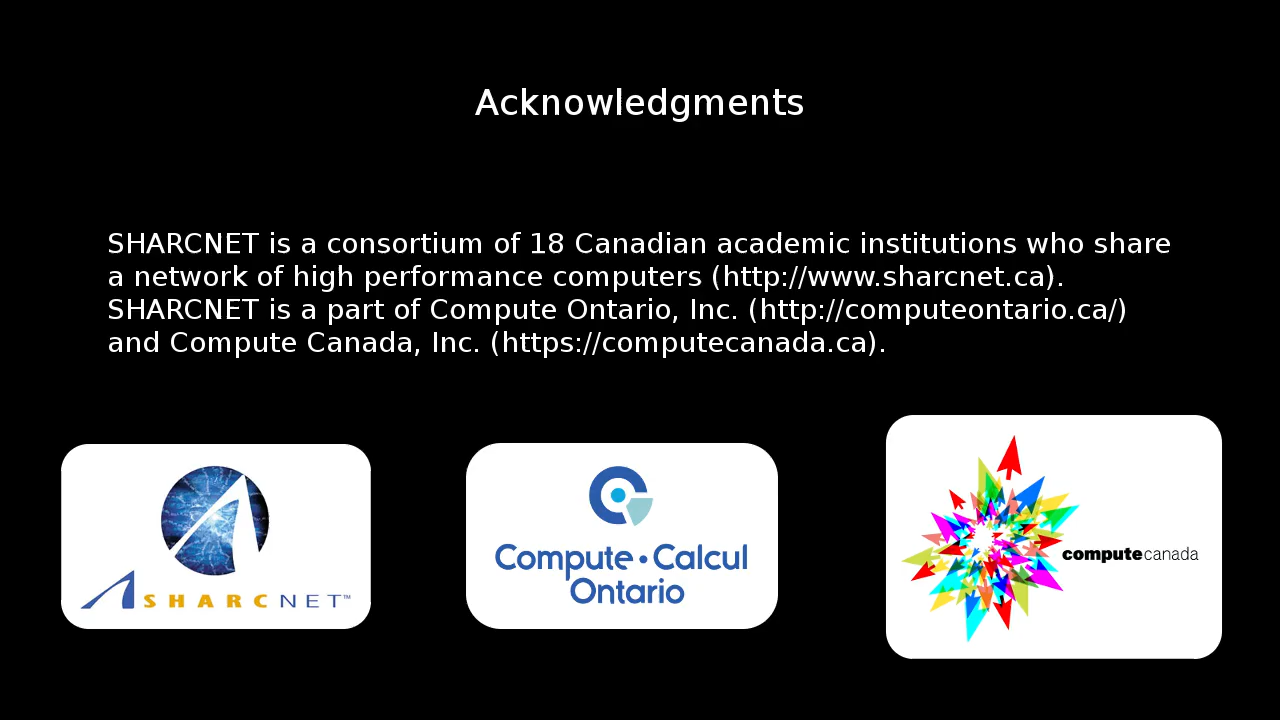 Acknowledgments
SHARCNET is a consortium of 18 Canadian academic institutions who share
a network of high performance computers (http://www.sharcnet.ca).
SHARCNET is a part of Compute Ontario, Inc. (http://computeontario.ca/)
and Compute Canada, Inc. (https://computecanada.ca).
SHARCNET™
Compute • Calcul
Ontario
computecanada